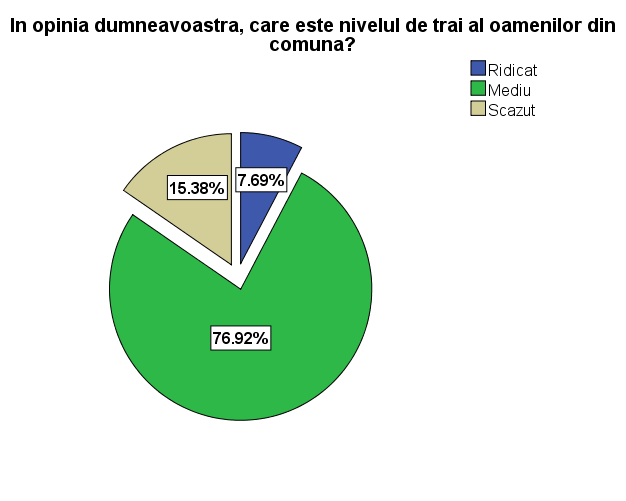 In opinia dumneavoastra, care este nivelul de trai al oamenilor din
comuna?
Ridicat
Mediu
Scazut
7.69%
15.38%
76.92%